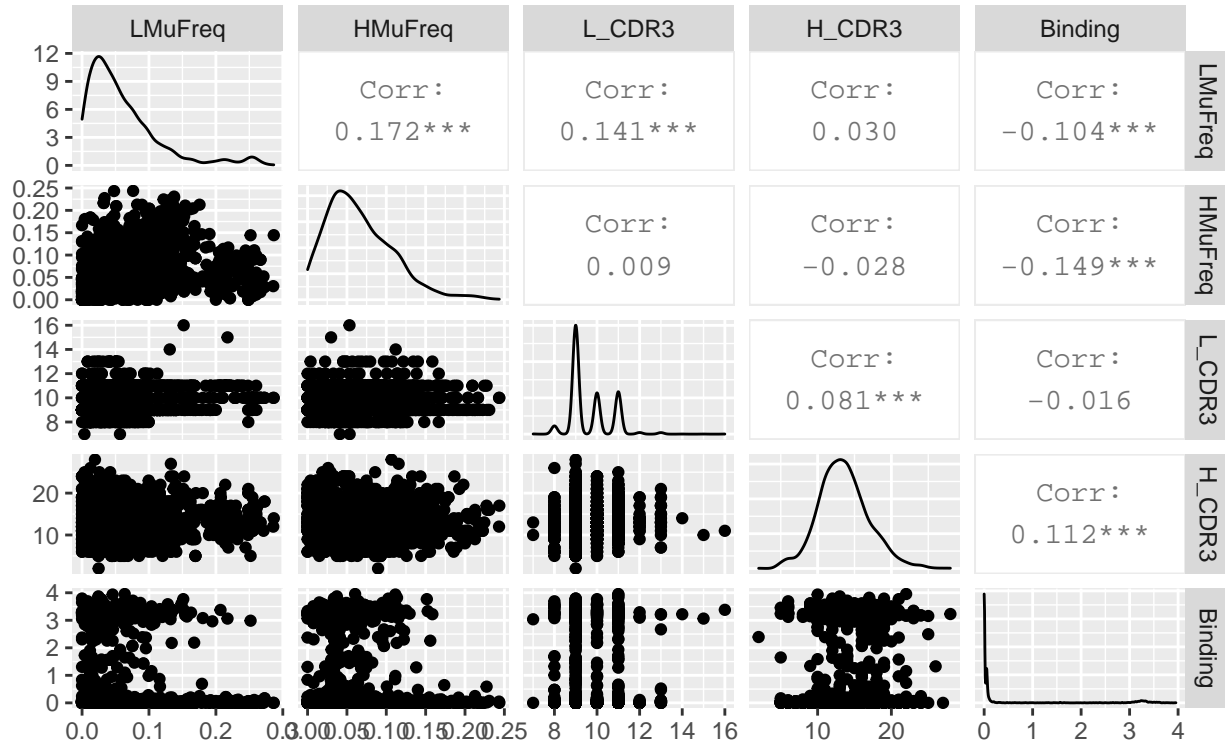 LMuFreq HMuFreq L_CDR3 H_CDR3 Binding
12
9
6
3
0
Corr:
0.172***
Corr:
0.141***
Corr:
0.030
Corr:
-0.104***
LMuFreq
0.25
0.20
0.15
0.10
0.05
0.00
Corr:
0.009
Corr:
-0.028
Corr:
-0.149***
HMuFreq
16
14
12
10
8
Corr:
0.081***
Corr:
-0.016
L_CDR3
20
10
Corr:
0.112***
H_CDR3
4
3
2
1
0
Binding
0.0 0.1 0.2 0.3
0.00 0.05 0.10 0.15 0.20 0.25
8 10 12 14 16
10 20
0 1 2 3 4